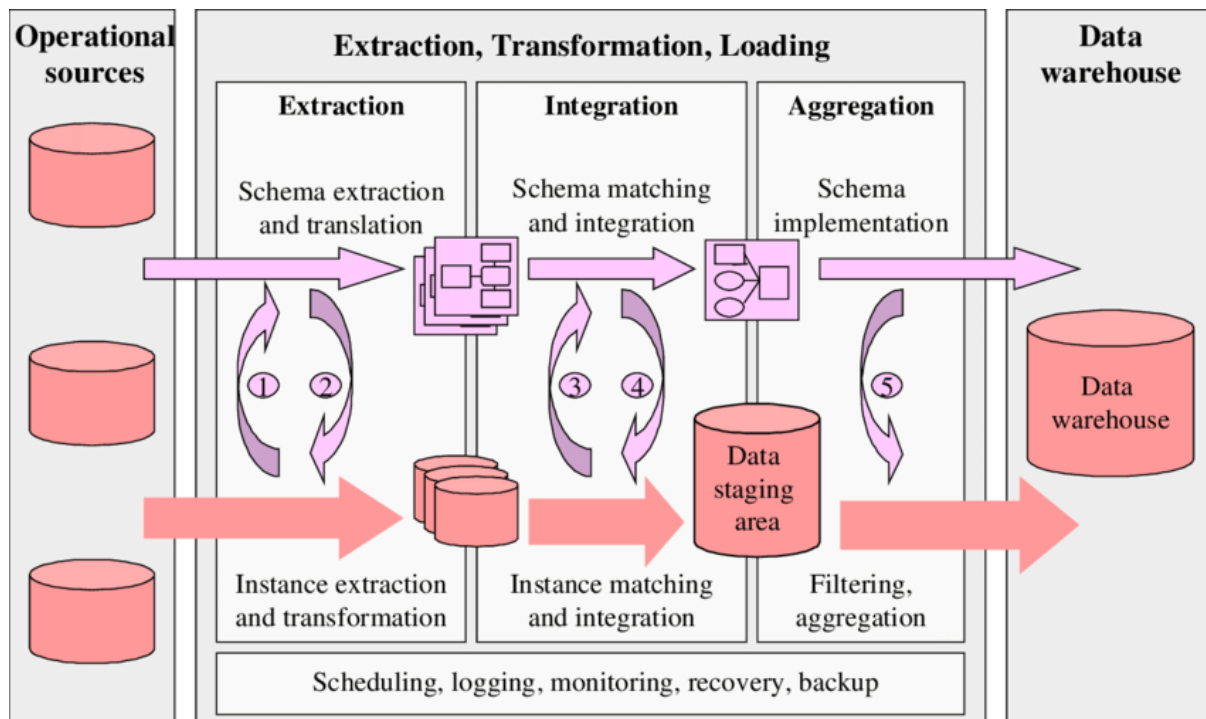 Operational
sources
Extraction, Transformation, Loading
Data
warehouse
Extraction
Integration
Aggregation
Schema extraction
and translation
Schema matching
and integration
Schema
implementation
1
2
3
4
5
Data
staging
area
Data
warehouse
Instance extraction
and transformation
Instance matching
and integration
Filtering,
aggregation
Scheduling, logging, monitoring, recovery, backup